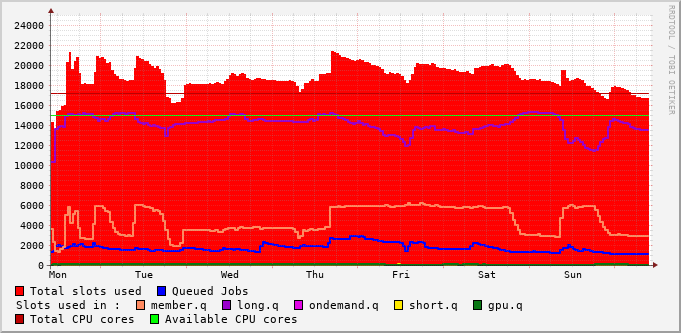 24000
22000
20000
18000
16000
14000
12000
10000
8000
6000
4000
2000
0
Mon Tue Wed Thu Fri Sat Sun
Total slots used Queued Jobs
Slots used in : member.q long.q ondemand.q short.q gpu.q
Total CPU cores Available CPU cores
RRDTOOL / TOBI OETIKER